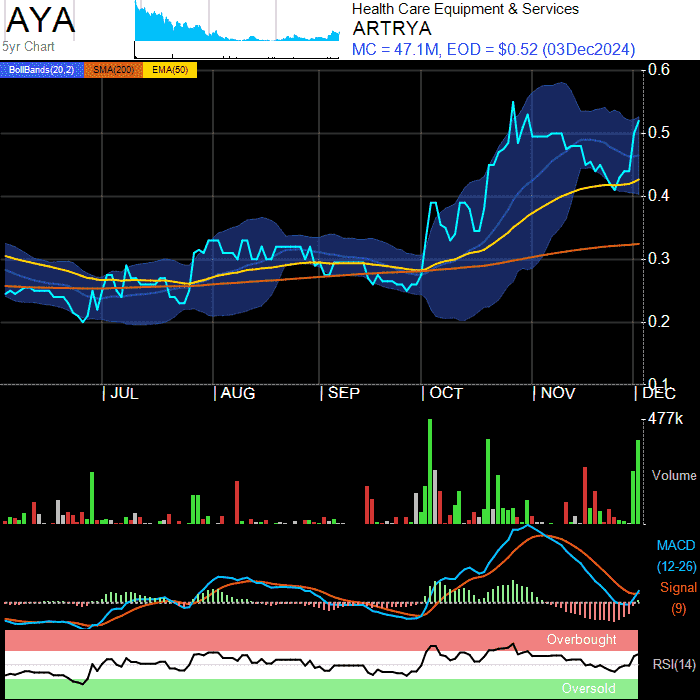 AYA
5yr Chart
Health Care Equipment & Services
ARTRYA
MC = 47.1M, EOD = $0.52 (03Dec2024)
BollBands(20,2) SMA(200) EMA(50)
0.6
0.5
0.4
0.3
0.2
0.1
JUL AUG SEP OCT NOV DEC
477k
Volume
MACD
(12-26)
Signal
(9)
Overbought
RSI(14)
Oversold